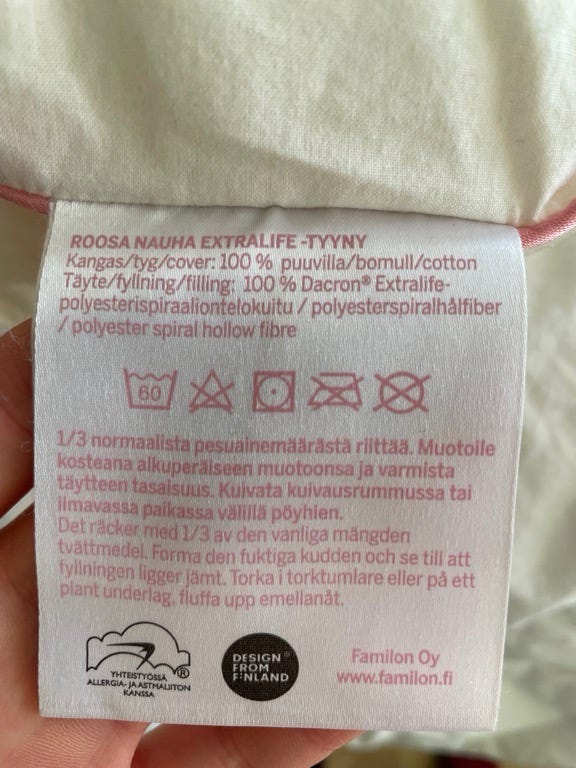 ROOSA NAUHA EXTRALIFE -TYYNY
Kangas/tyg/cover: 100 % puuvilla/bomull/cotton
Täyte/fyllning/filling: 100 % Dacron® Extralife-
polyesterispiraaliontelokuitu / polyesterspiralhålfiber
/ polyester spiral hollow fibre
60
1/3 normaalista pesuainemäärästä riittää. Muotoile
kosteana alkuperäiseen muotoonsa ja varmista
täytteen tasaisuus. Kuivata kuivausrummussa tai
ilmavassa paikassa välillä pöyhien.
Det räcker med 1/3 av den vanliga mängden
tvättmedel. Forma den fuktiga kudden och se till att
fyllningen ligger jämt. Torka i torktumlare eller på ett
plant underlag, fluffa upp emellanåt.
YHTEISTYÖSSÄ
ALLERGIA- JA ASTMALIITON
KANSSA
®
DESIGN®
FROM
FINLAND
Familon Oy
www.familon.fi